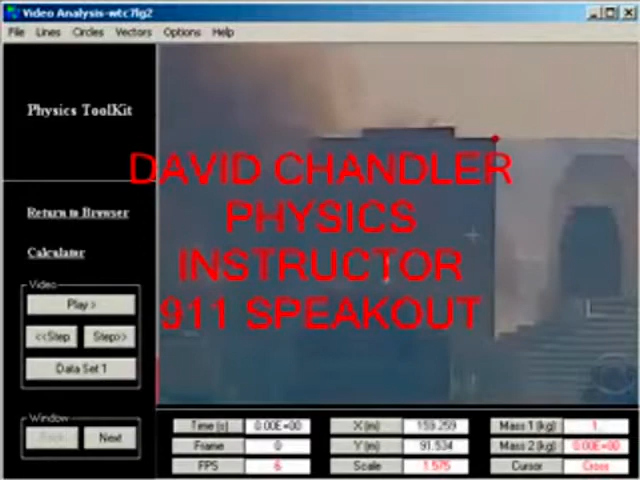 Video Analysis-wtc7lg2
File Lines Circles Vectors Options Help
Physics ToolKit
DAVID CHANDLER
PHYSICS
INSTRUCTOR
911 SPEAKOUT
Return to Browser
Calculator
Video
Play >
<<Step Step>>
Data Set 1
Window
Back Next
Time (s) 0.00E+00 X (m) 159.259 Mass 1 (kg) 1.
Frame 0 Y (m) 91.534 Mass 2 (kg) 0.00E+00
FPS 6 Scale 1.575 Cursor Cross